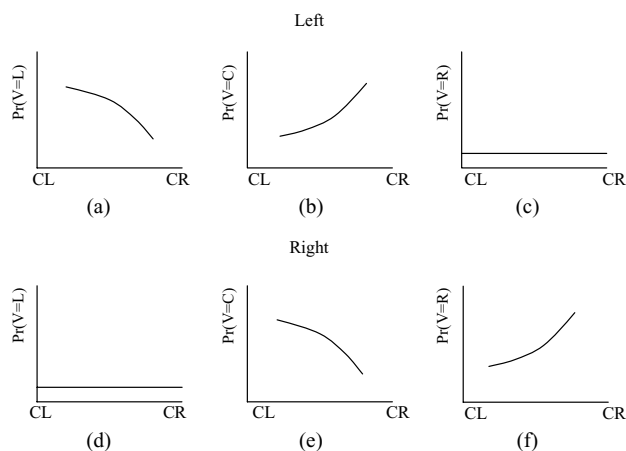 Left
Pr(V=L)
Pr(V=C)
Pr(V=R)
CL CR CL CR CL CR
(a) (b) (c)
Right
Pr(V=L)
Pr(V=C)
Pr(V=R)
CL CR CL CR CL CR
(d) (e) (f)